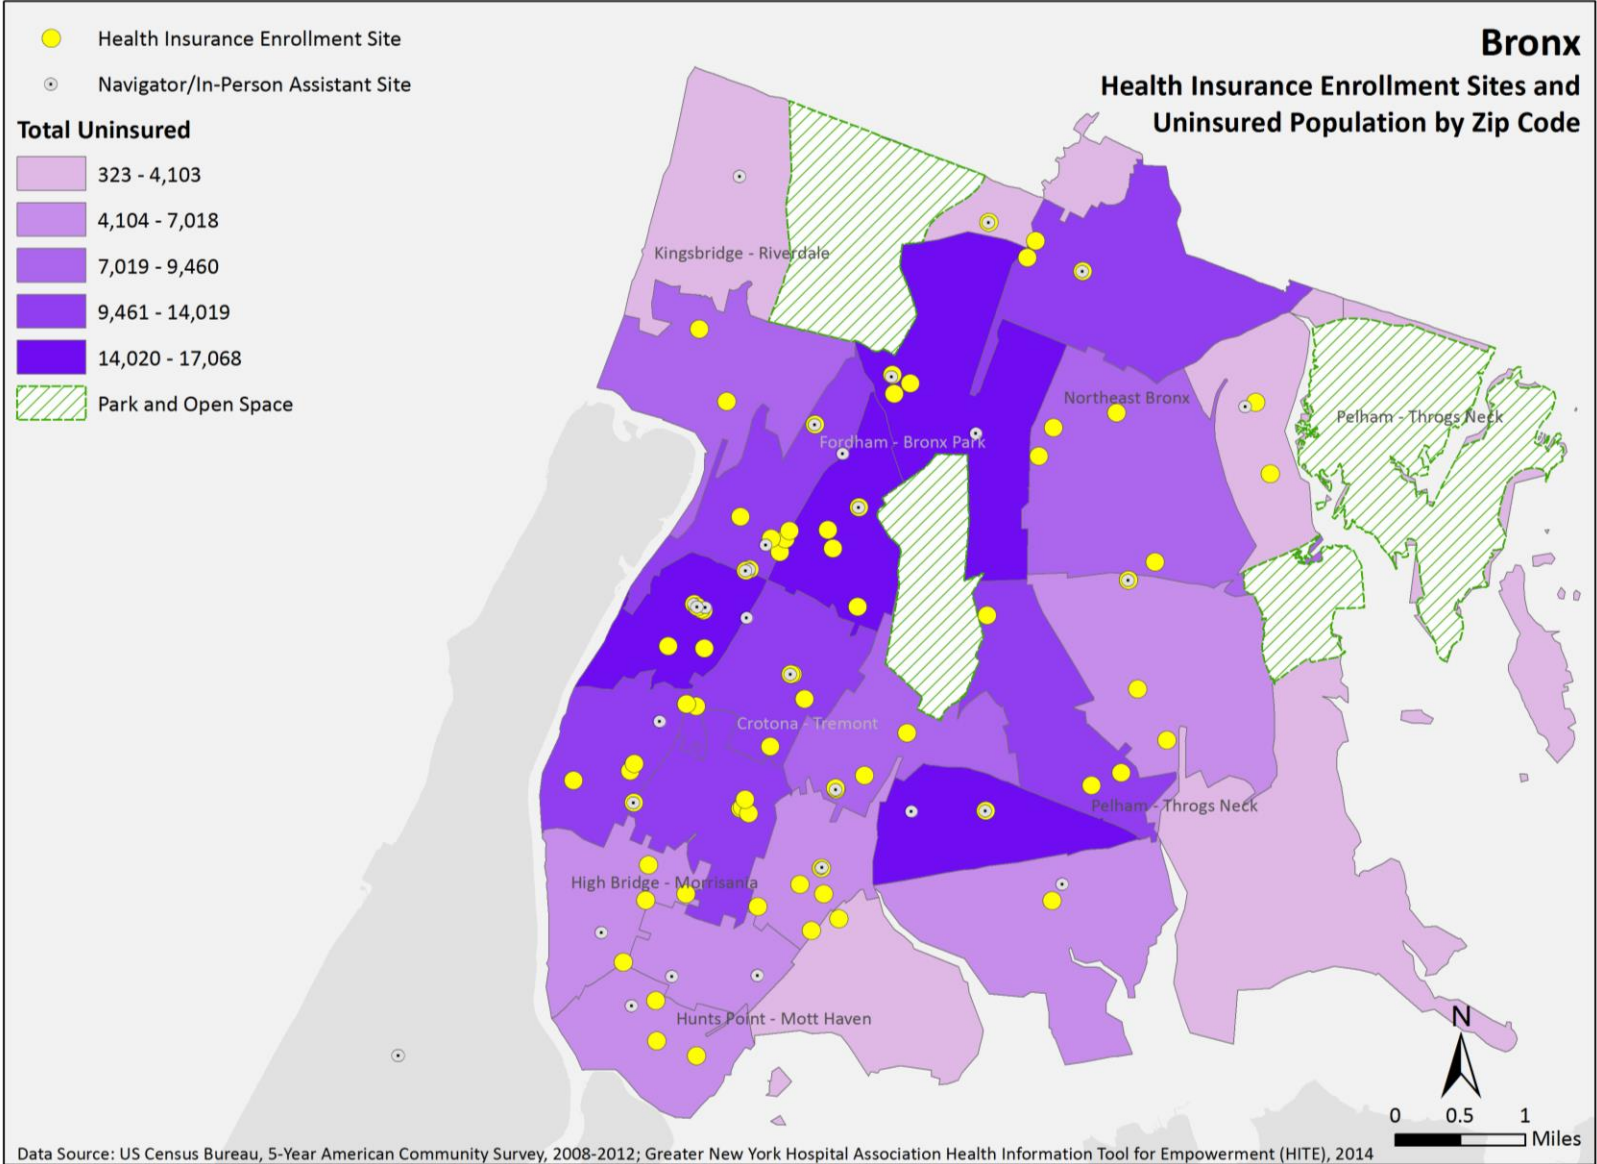 Health Insurance Enrollment Site
Navigator/In-Person Assistant Site
Total Uninsured
323 - 4,103
4,104 - 7,018
7,019 - 9,460
9,461 - 14,019
14,020 - 17,068
Park and Open Space
Bronx
Health Insurance Enrollment Sites and
Uninsured Population by Zip Code
Kingsbridge - Riverdale
Northeast Bronx
Pelham - Throgs Neck
Fordham - Bronx Park
Crotona - Tremont
Pelham - Throgs Neck
High Bridge - Morrisania
Hunts Point - Mott Haven
N
0 0.5 1
Miles
Data Source: US Census Bureau, 5-Year American Community Survey, 2008-2012; Greater New York Hospital Association Health Information Tool for Empowerment (HITE), 2014